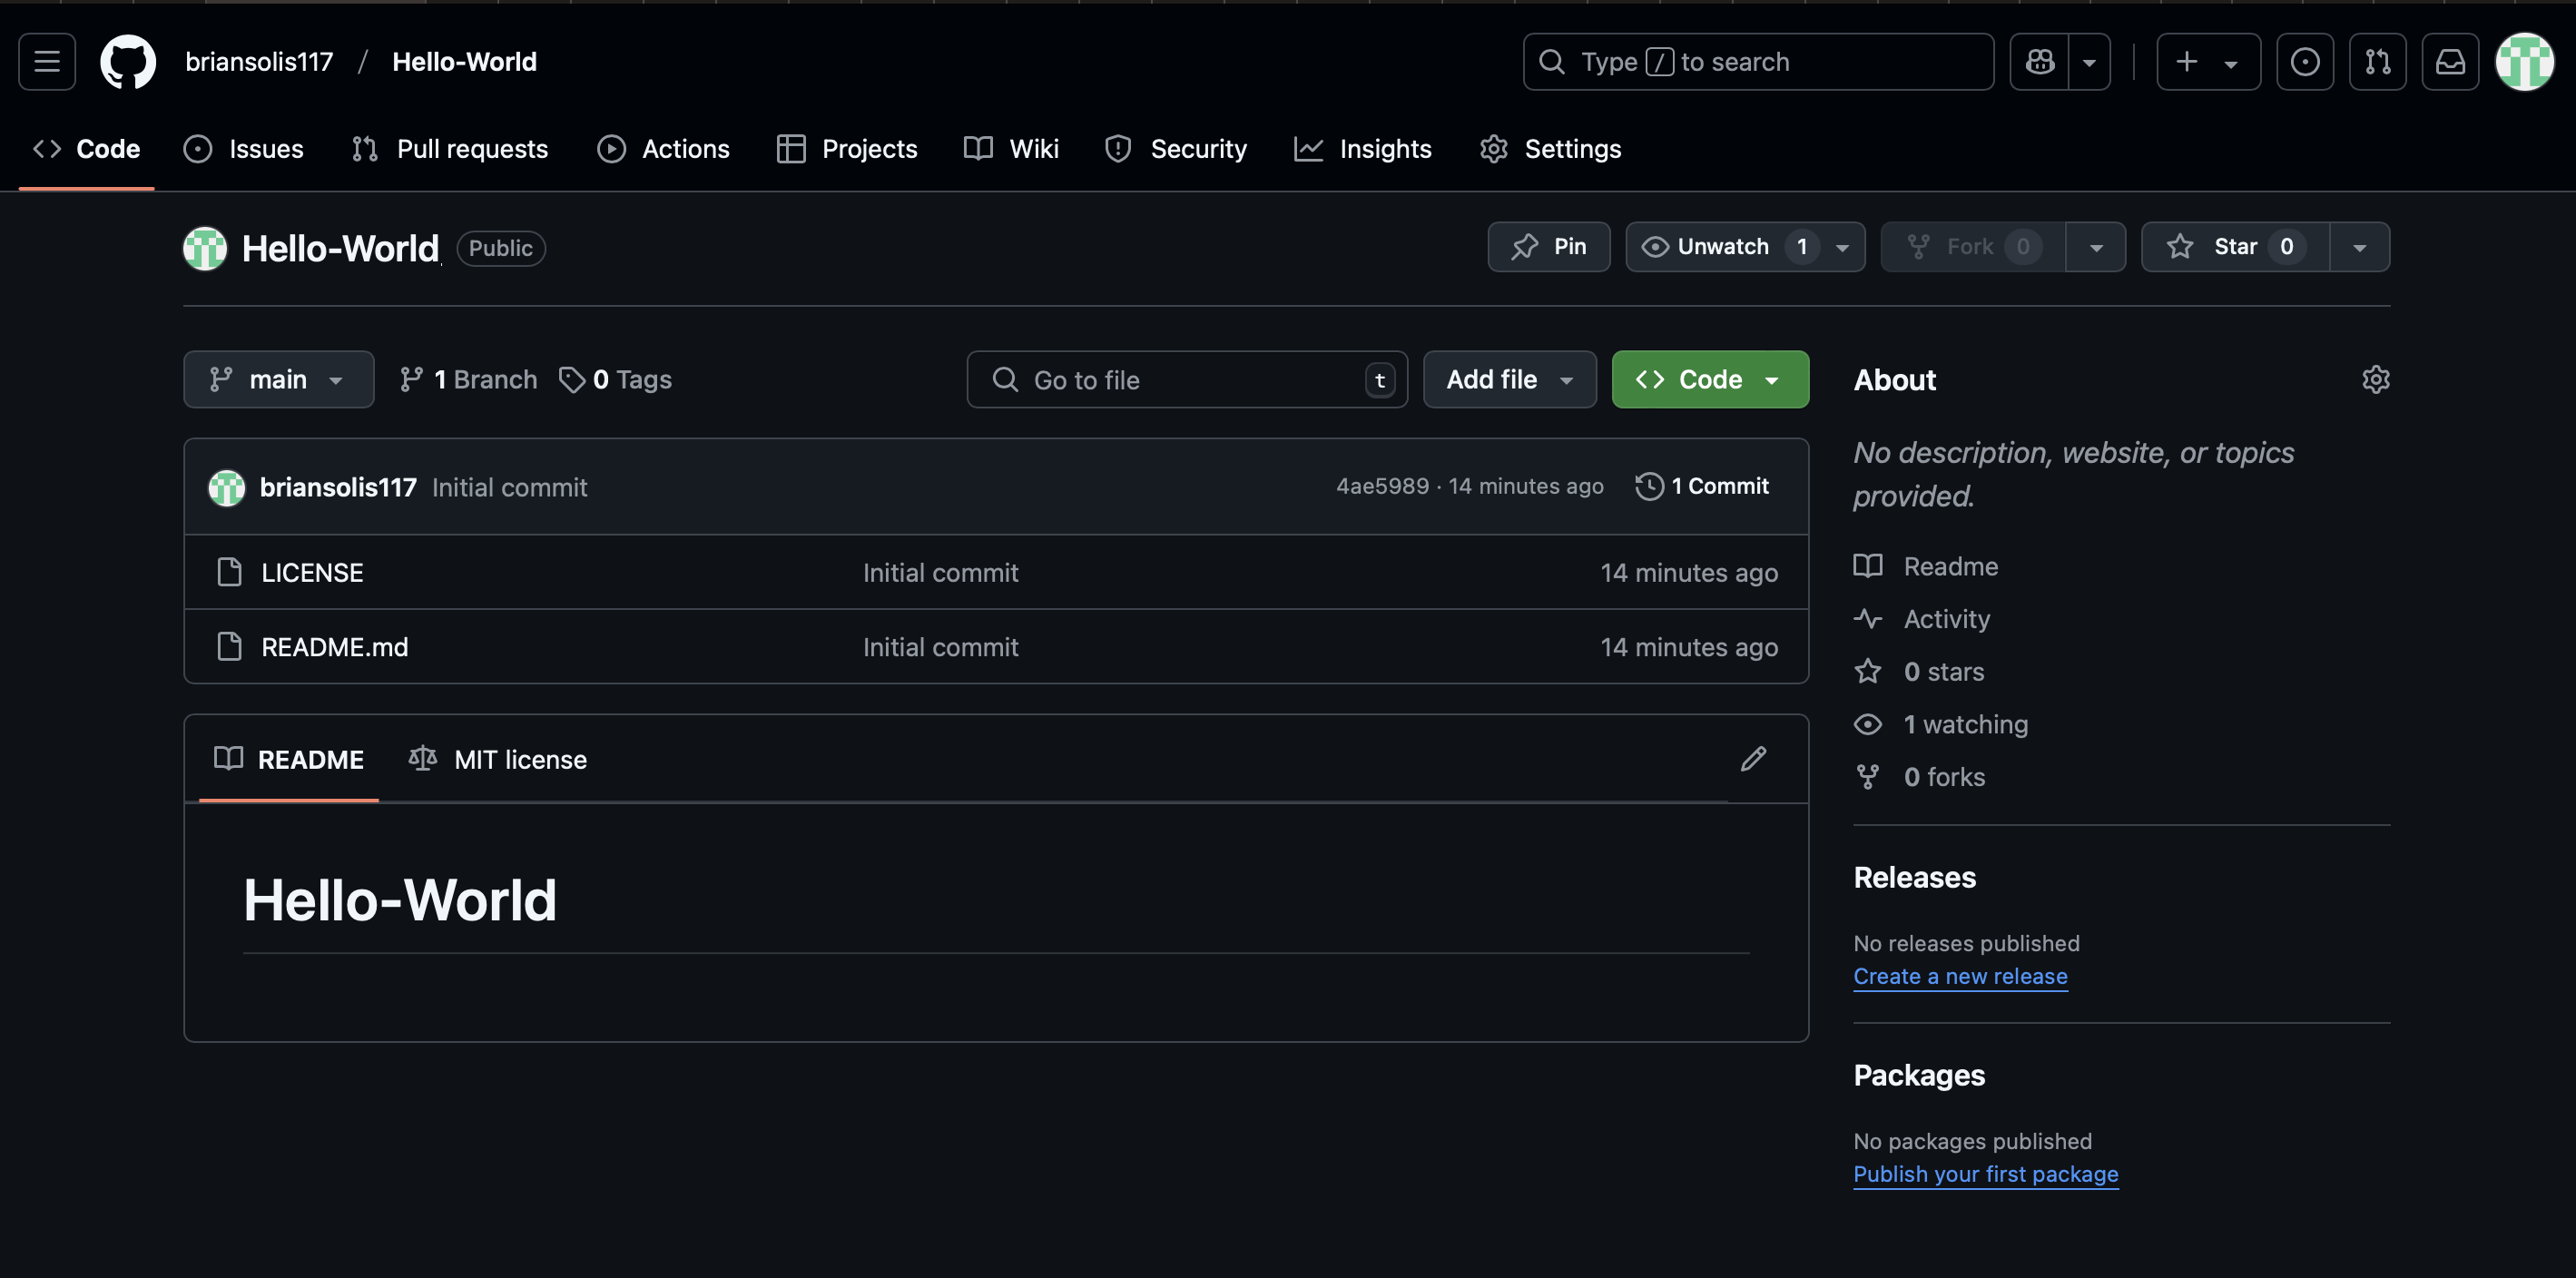 briansolis117 / Hello-World
Type / to search
Code Issues Pull requests Actions Projects Wiki Security Insights Settings
Hello-World Public
Pin Unwatch 1 Fork 0 Star 0
main 1 Branch 0 Tags
Go to file t Add file Code
briansolis117 Initial commit 4ae5989 · 14 minutes ago 1 Commit
LICENSE Initial commit 14 minutes ago
README.md Initial commit 14 minutes ago
README MIT license
Hello-World
About
No description, website, or topics
provided.
Readme
Activity
0 stars
1 watching
0 forks
Releases
No releases published
Create a new release
Packages
No packages published
Publish your first package